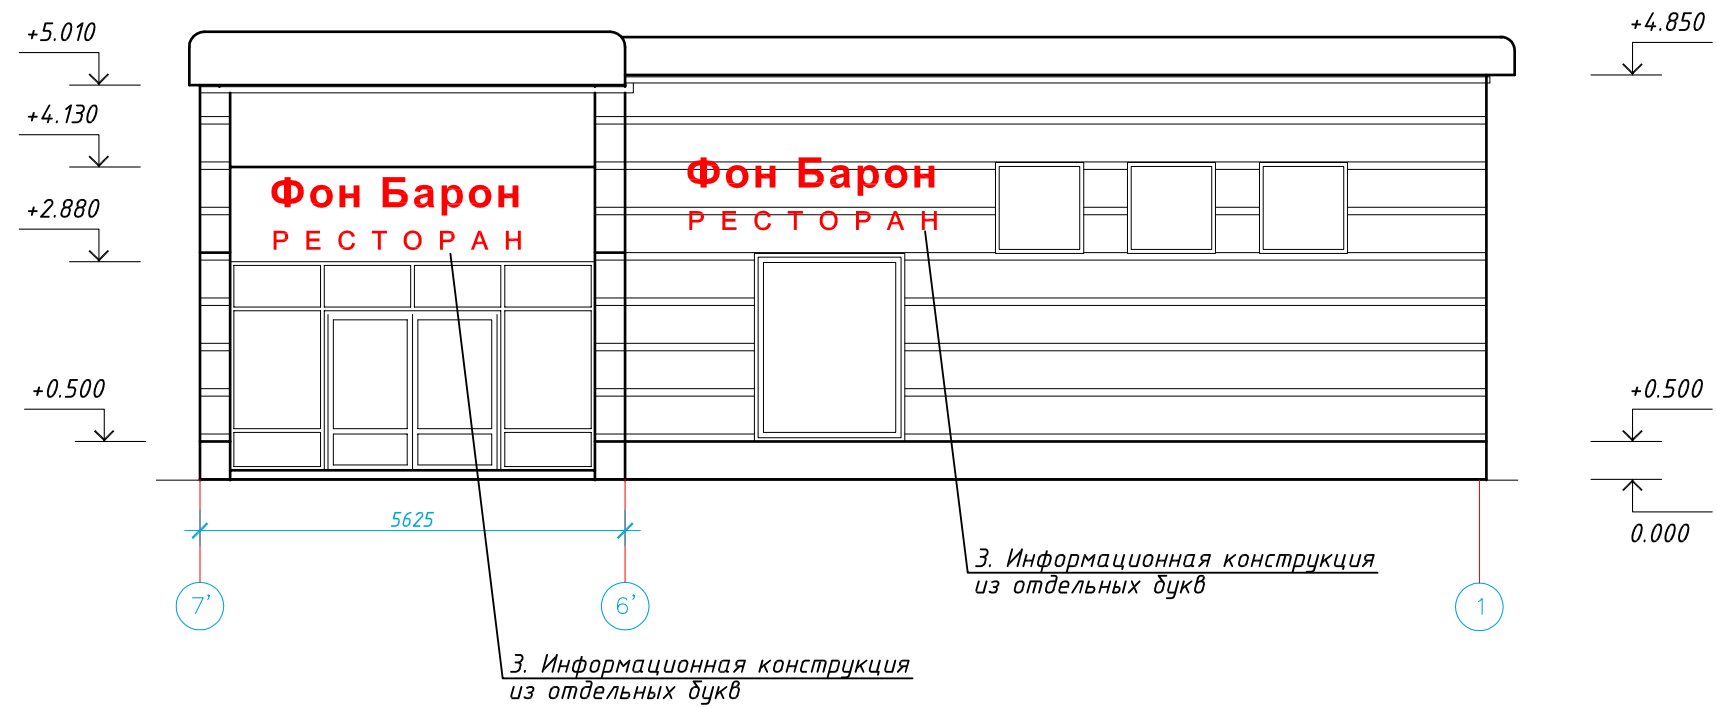 +5.010
+4.850
+4.130
Фон Барон
РЕСТОРАН
Фон Барон
РЕСТОРАН
+2.880
+0.500
+0.500
0.000
5625
3. Информационная конструкция
из отдельных букв
7'
6'
1
3. Информационная конструкция
из отдельных букв